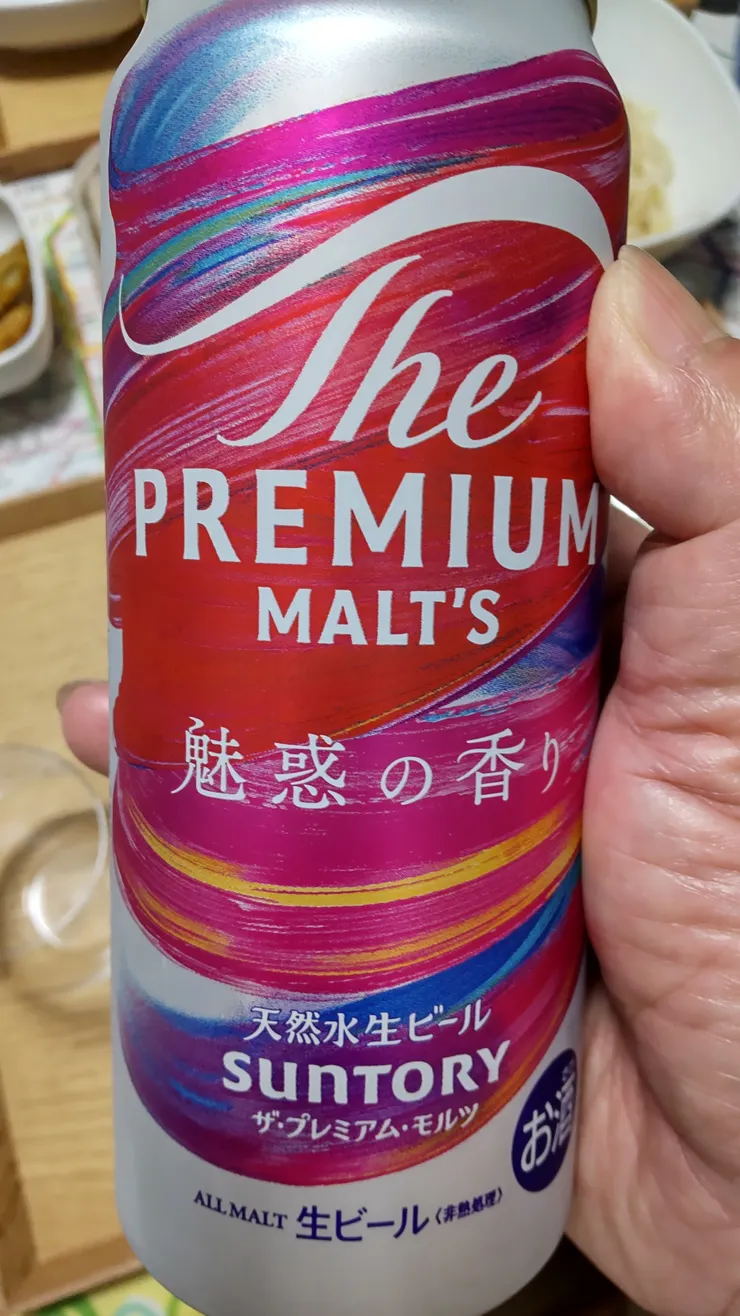 The
PREMIUM
MALT'S
魅惑の香り
天然水生ビール
SUNTORY
ザ・プレミアム・モルツ
お酒
ALL MALT 生ビール〈非熱処理〉